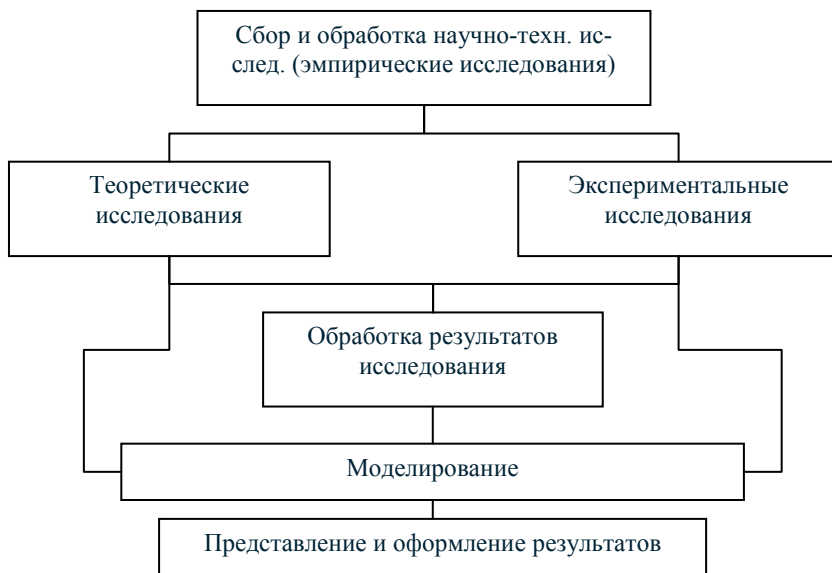 Сбор и обработка научно-техн. ис-
след. (эмпирические исследования)
Теоретические
исследования
Экспериментальные
исследования
Обработка результатов
исследования
Моделирование
Представление и оформление результатов